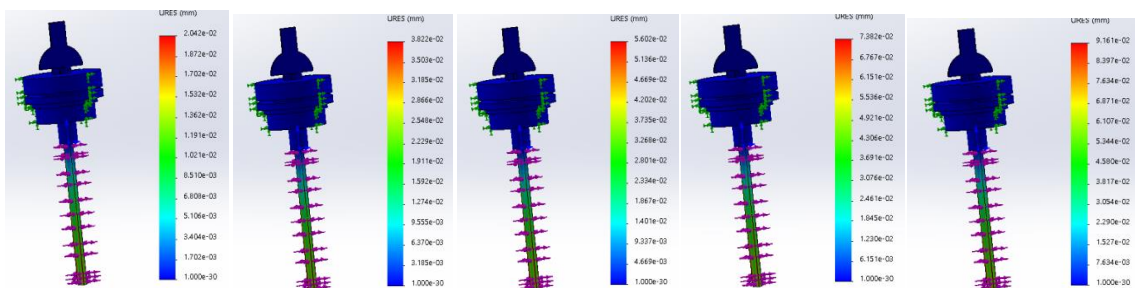 URES (mm)
2.042e-02
1.872e-02
1.702e-02
1.532e-02
1.362e-02
1.191e-02
1.021e-02
8.510e-03
6.808e-03
5.106e-03
3.404e-03
1.702e-03
1.000e-30
URES (mm)
3.822e-02
3.503e-02
3.185e-02
2.866e-02
2.548e-02
2.229e-02
1.911e-02
1.592e-02
1.274e-02
9.555e-03
6.370e-03
3.185e-03
1.000e-30
URES (mm)
5.602e-02
5.136e-02
4.669e-02
4.202e-02
3.735e-02
3.268e-02
2.801e-02
2.334e-02
1.867e-02
1.401e-02
9.337e-03
4.669e-03
1.000e-30
URES (mm)
7.382e-02
6.767e-02
6.151e-02
5.536e-02
4.921e-02
4.306e-02
3.691e-02
3.076e-02
2.461e-02
1.845e-02
1.230e-02
6.151e-03
1.000e-30
URES (mm)
9.161e-02
8.397e-02
7.634e-02
6.871e-02
6.107e-02
5.344e-02
4.580e-02
3.817e-02
3.054e-02
2.290e-02
1.527e-02
7.634e-03
1.000e-30